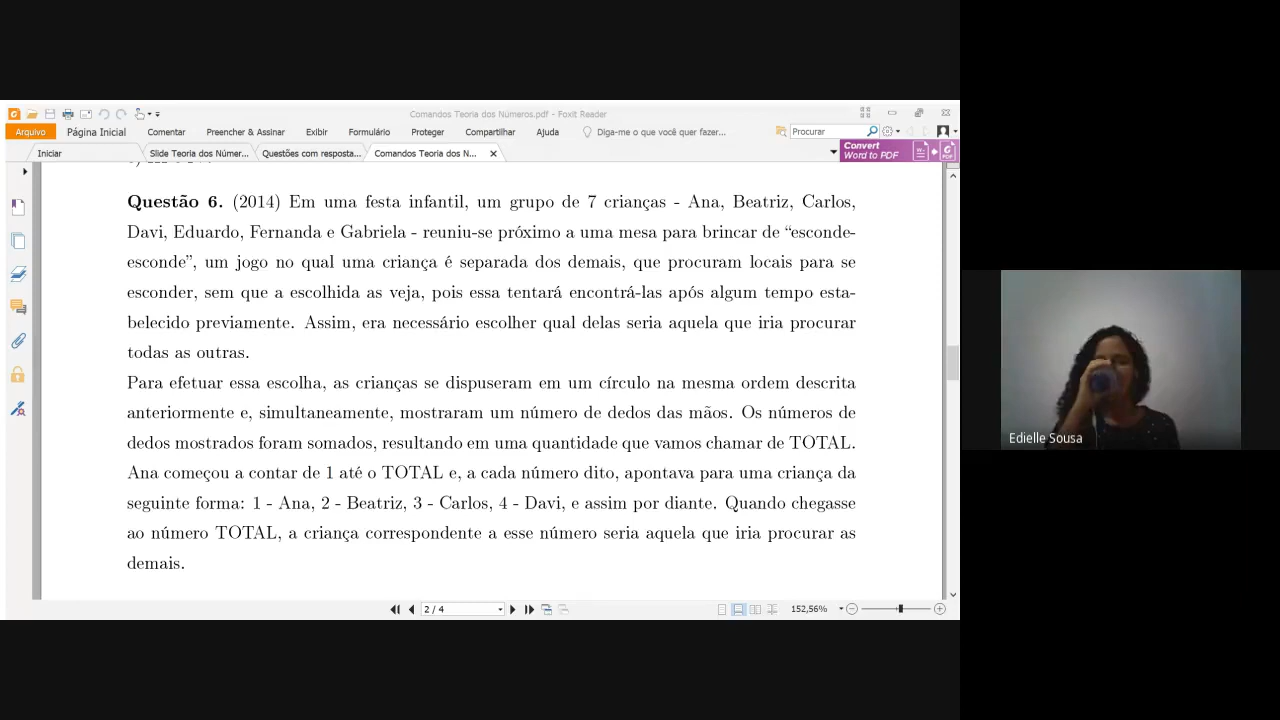 Comandos Teoria dos Números.pdf - Foxit Reader
Arquivo Página Inicial Comentar Preencher & Assinar Exibir Formulário Proteger Compartilhar Ajuda Diga-me o que você quer fazer... Procurar
Iniciar Slide Teoria dos Númer... Questões com resposta... Comandos Teoria dos N...
Convert
Word to PDF
Questão 6. (2014) Em uma festa infantil, um grupo de 7 crianças - Ana, Beatriz, Carlos,
Davi, Eduardo, Fernanda e Gabriela - reuniu-se próximo a uma mesa para brincar de “esconde-
esconde”, um jogo no qual uma criança é separada dos demais, que procuram locais para se
esconder, sem que a escolhida as veja, pois essa tentará encontrá-las após algum tempo esta-
belecido previamente. Assim, era necessário escolher qual delas seria aquela que iria procurar
todas as outras.
Para efetuar essa escolha, as crianças se dispuseram em um círculo na mesma ordem descrita
anteriormente e, simultaneamente, mostraram um número de dedos das mãos. Os números de
dedos mostrados foram somados, resultando em uma quantidade que vamos chamar de TOTAL.
Ana começou a contar de 1 até o TOTAL e, a cada número dito, apontava para uma criança da
seguinte forma: 1 - Ana, 2 - Beatriz, 3 - Carlos, 4 - Davi, e assim por diante. Quando chegasse
ao número TOTAL, a criança correspondente a esse número seria aquela que iria procurar as
demais.
2 / 4
152,56%
Edielle Sousa